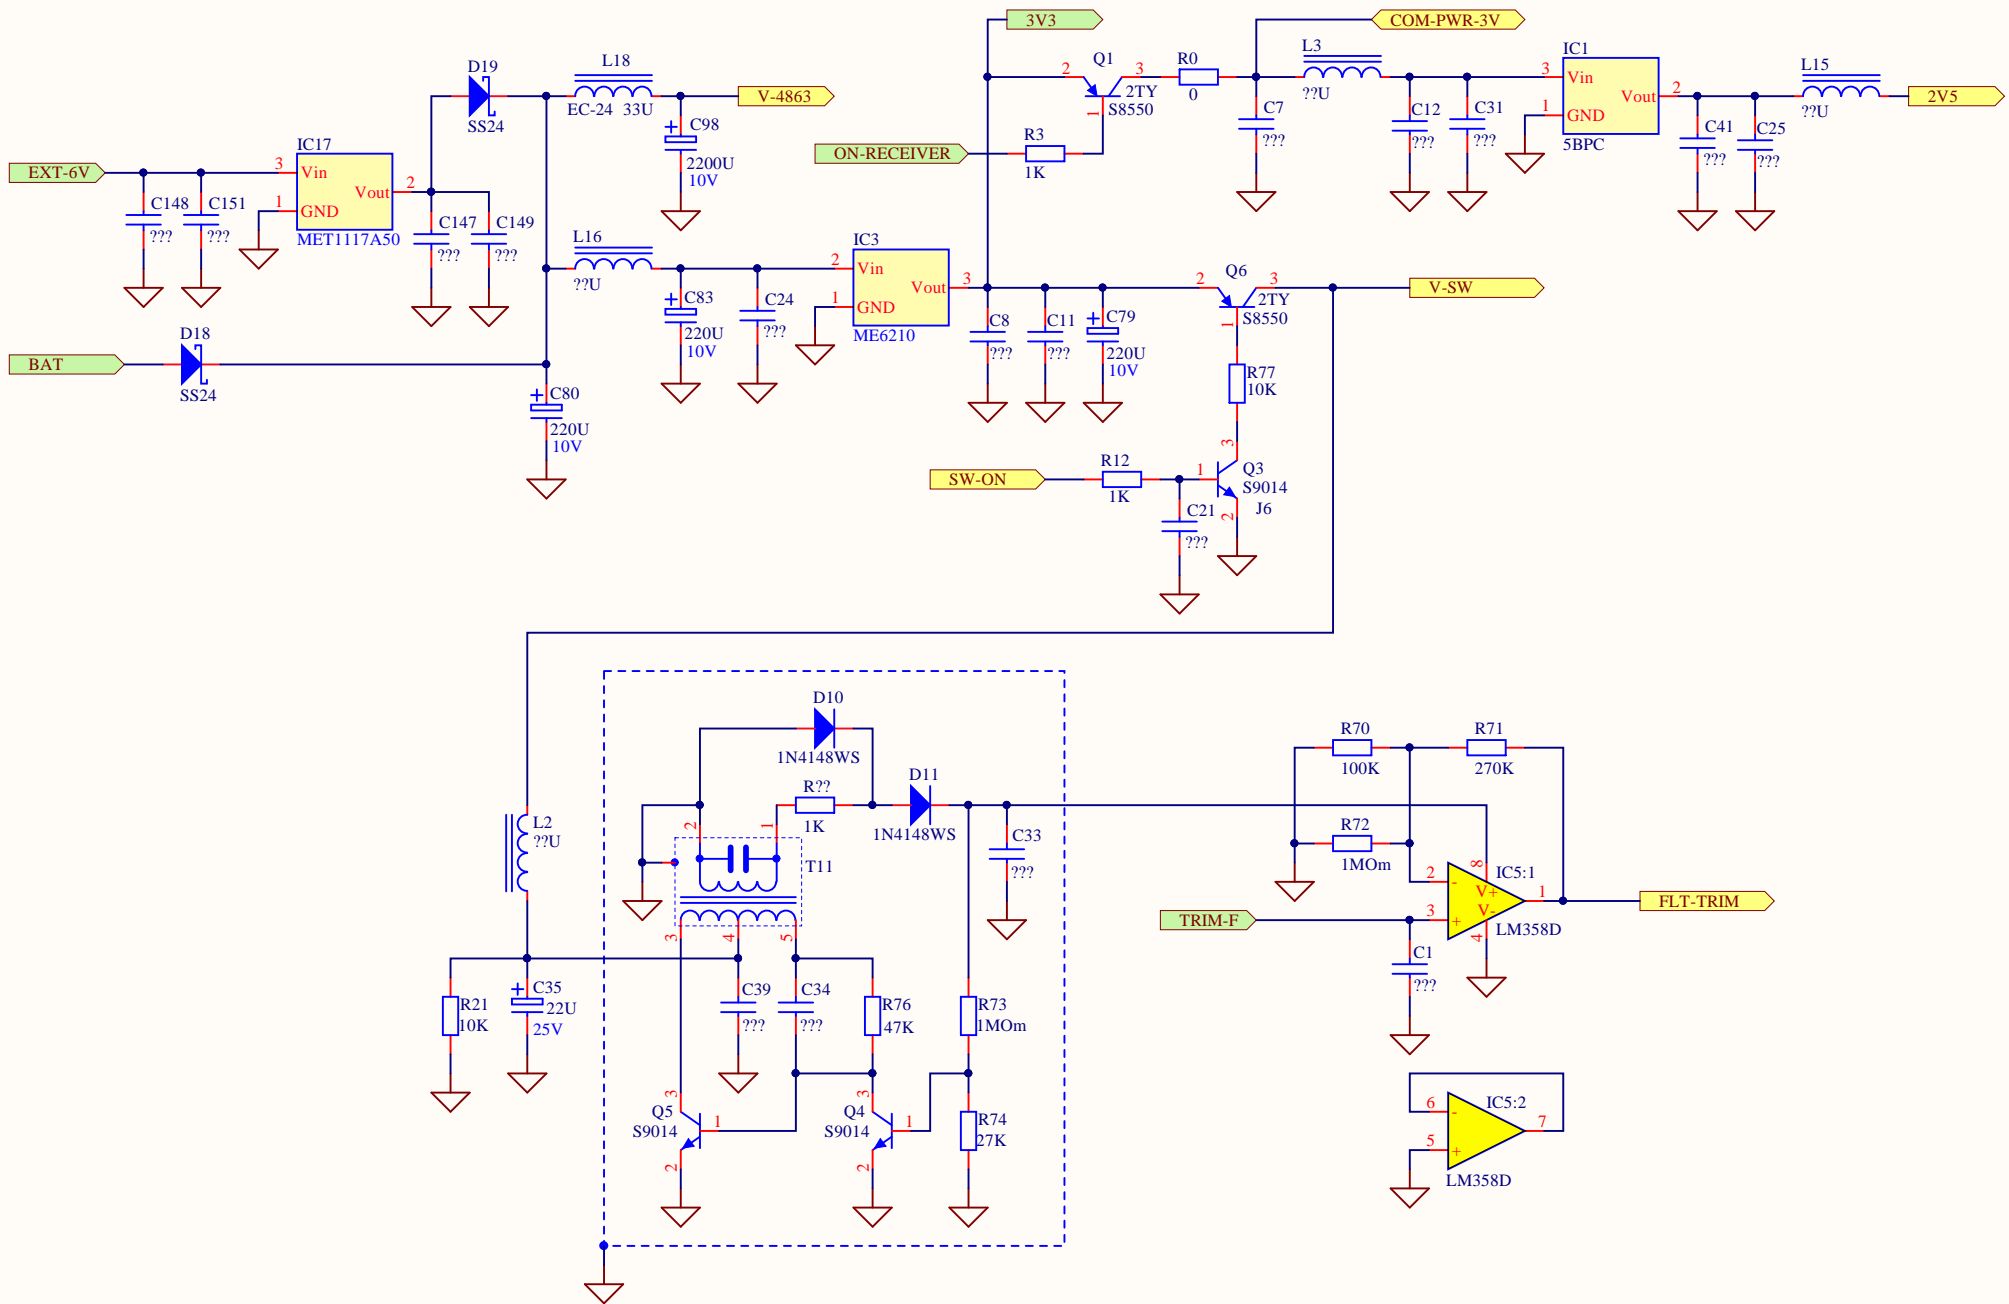 3V3
COM-PWR-3V
Q1
2
3
1
2TY
S8550
R0
0
L3
??U
C7
???
C12
???
C31
???
IC1
3
Vin
1
GND
Vout
2
5BPC
C41
???
C25
???
L15
??U
2V5
ON-RECEIVER
R3
1K
D19
SS24
L18
EC-24 33U
V-4863
C98
2200U
10V
EXT-6V
C148
???
C151
???
IC17
3
Vin
1
GND
Vout
2
MET1117A50
C147
???
C149
???
L16
??U
C83
220U
10V
C24
???
IC3
2
Vin
1
GND
Vout
3
ME6210
C8
???
C11
???
C79
220U
10V
2
Q6
3
1
2TY
S8550
V-SW
BAT
D18
SS24
C80
220U
10V
R77
10K
SW-ON
R12
1K
C21
???
1
3
Q3
S9014
J6
2
D10
1N4148WS
R??
1K
D11
1N4148WS
2
1
T11
3
4
5
C33
???
L2
??U
R21
10K
C35
22U
25V
C39
???
C34
???
R76
47K
R73
1MOm
Q5
S9014
3
1
2
Q4
S9014
3
1
2
R74
27K
R70
100K
R71
270K
R72
1MOm
2
-
3
+
8
V+
V-
4
IC5:1
1
LM358D
FLT-TRIM
TRIM-F
C1
???
6
-
5
+
IC5:2
7
LM358D